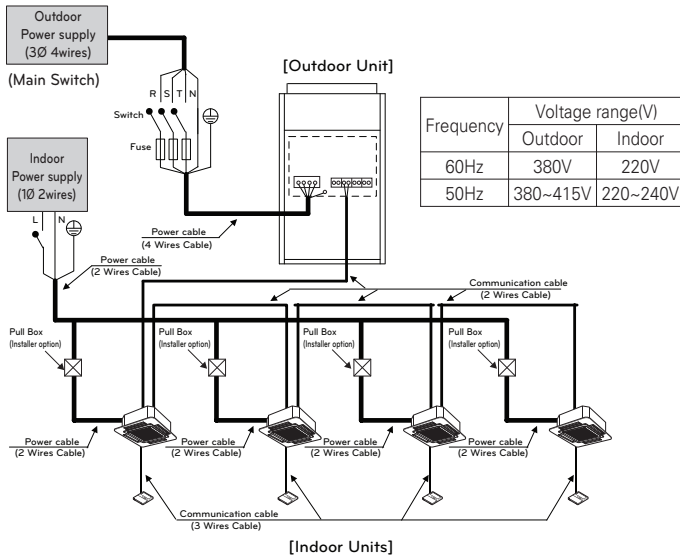 Outdoor
Power supply
(3Ø 4wires)
(Main Switch)
[Outdoor Unit]
R S T N
Switch
Fuse
Frequency
Voltage range(V)
Outdoor Indoor
60Hz 380V 220V
50Hz 380~415V 220~240V
Indoor
Power supply
(1Ø 2wires)
L N
Power cable
(4 Wires Cable)
Power cable
(2 Wires Cable)
Communication cable
(2 Wires Cable)
Pull Box
(Installer option)
Pull Box
(Installer option)
Pull Box
(Installer option)
Pull Box
(Installer option)
Power cable
(2 Wires Cable)
Power cable
(2 Wires Cable)
Power cable
(2 Wires Cable)
Power cable
(2 Wires Cable)
Communication cable
(3 Wires Cable)
[Indoor Units]